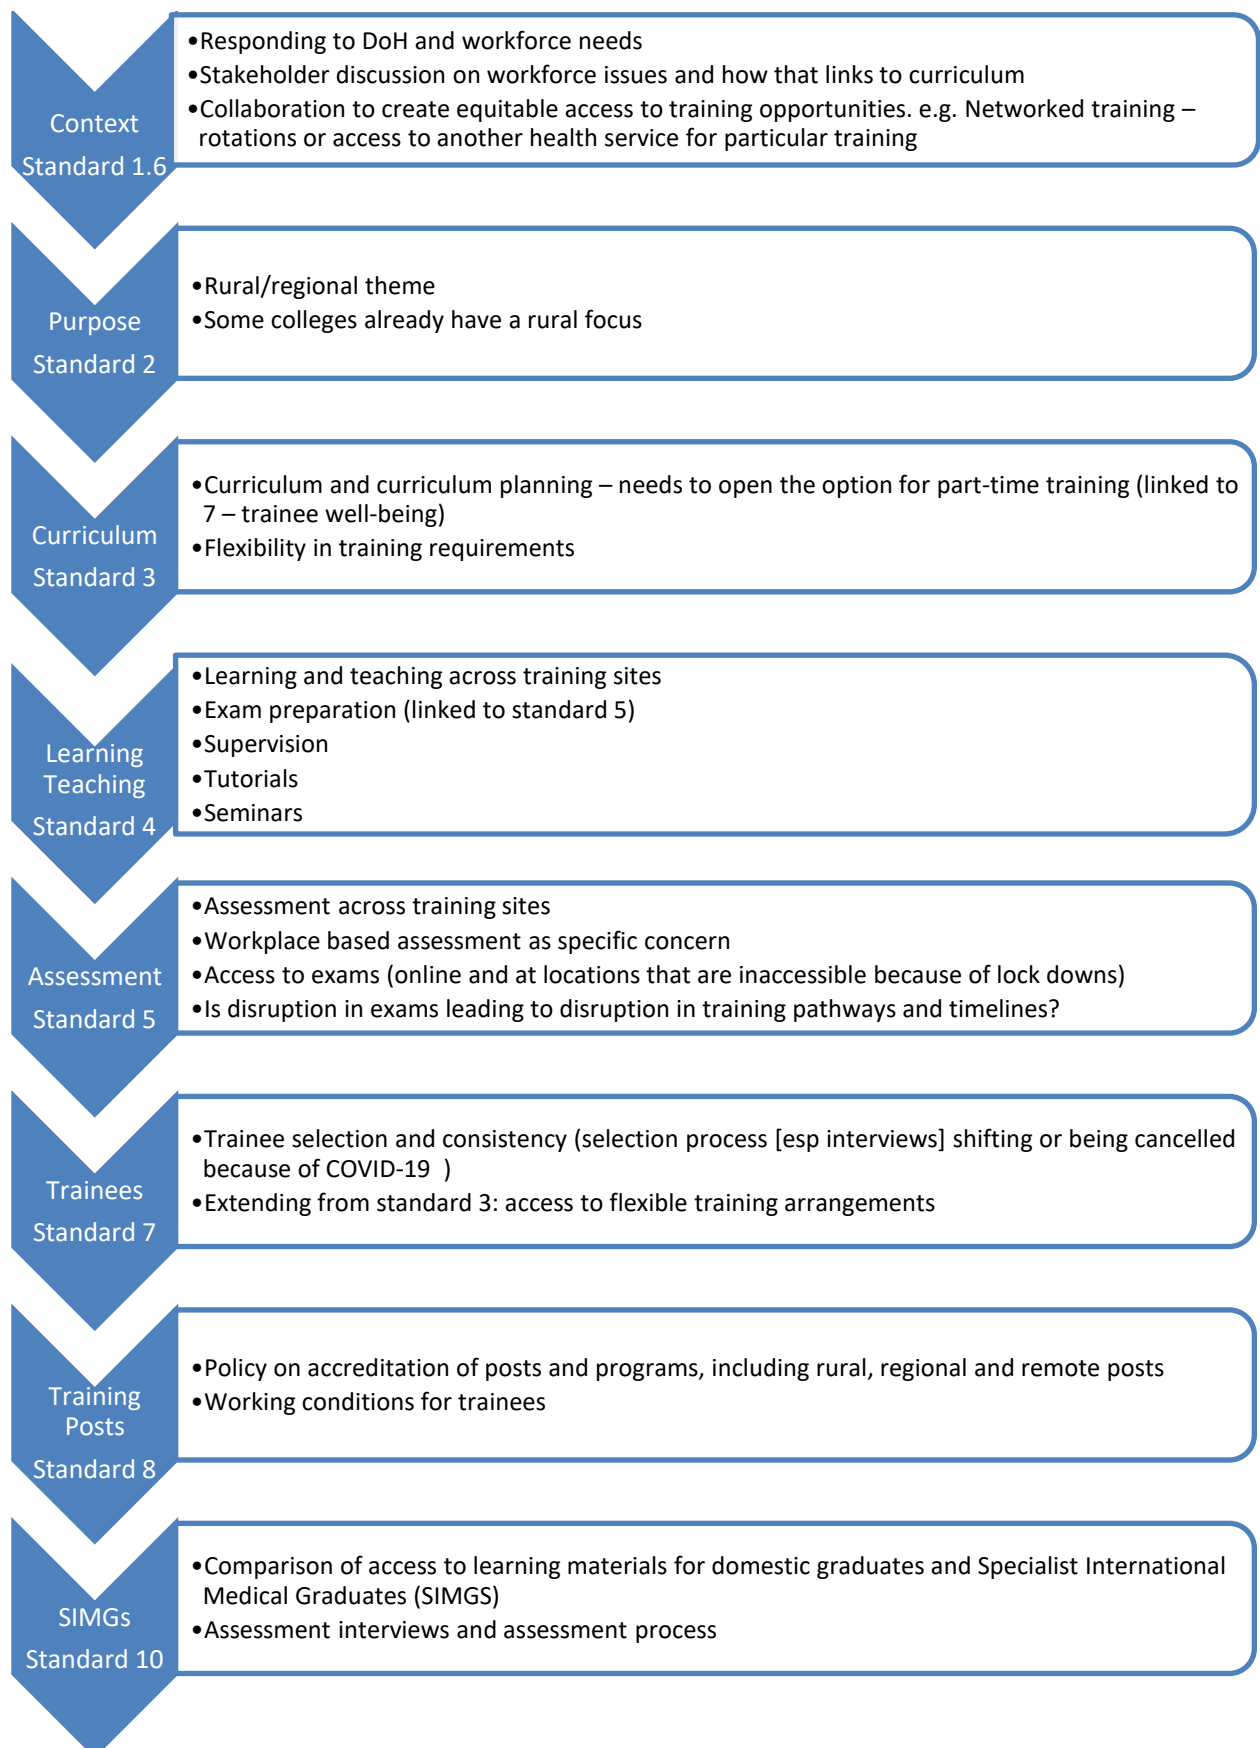 Context
Standard 1.6
•Responding to DoH and workforce needs
•Stakeholder discussion on workforce issues and how that links to curriculum
•Collaboration to create equitable access to training opportunities. e.g. Networked training –
rotations or access to another health service for particular training
Purpose
Standard 2
•Rural/regional theme
•Some colleges already have a rural focus
Curriculum
Standard 3
•Curriculum and curriculum planning – needs to open the option for part-time training (linked to
7 – trainee well-being)
•Flexibility in training requirements
Learning
Teaching
Standard 4
•Learning and teaching across training sites
•Exam preparation (linked to standard 5)
•Supervision
•Tutorials
•Seminars
Assessment
Standard 5
•Assessment across training sites
•Workplace based assessment as specific concern
•Access to exams (online and at locations that are inaccessible because of lock downs)
•Is disruption in exams leading to disruption in training pathways and timelines?
Trainees
Standard 7
•Trainee selection and consistency (selection process [esp interviews] shifting or being cancelled
because of COVID-19  )
•Extending from standard 3: access to flexible training arrangements
Training
Posts
Standard 8
•Policy on accreditation of posts and programs, including rural, regional and remote posts
•Working conditions for trainees
SIMGs
Standard 10
•Comparison of access to learning materials for domestic graduates and Specialist International
Medical Graduates (SIMGS)
•Assessment interviews and assessment process